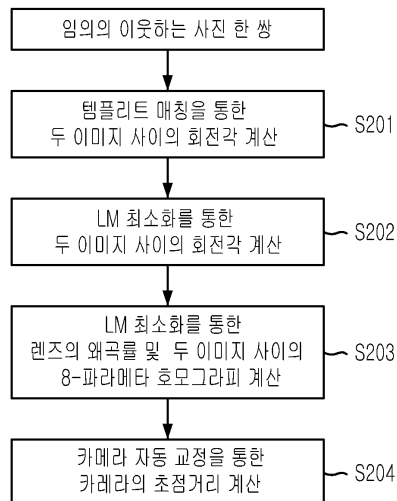 임의의 이웃하는 사진 한 쌍
템플리트 매칭을 통한
두 이미지 사이의 회전각 계산
S201
LM 최소화를 통한
두 이미지 사이의 회전각 계산
S202
LM 최소화를 통한
렌즈의 왜곡률 및 두 이미지 사이의
8-파라메타 호모그라피 계산
S203
카메라 자동 교정을 통한
카레라의 초점거리 계산
S204